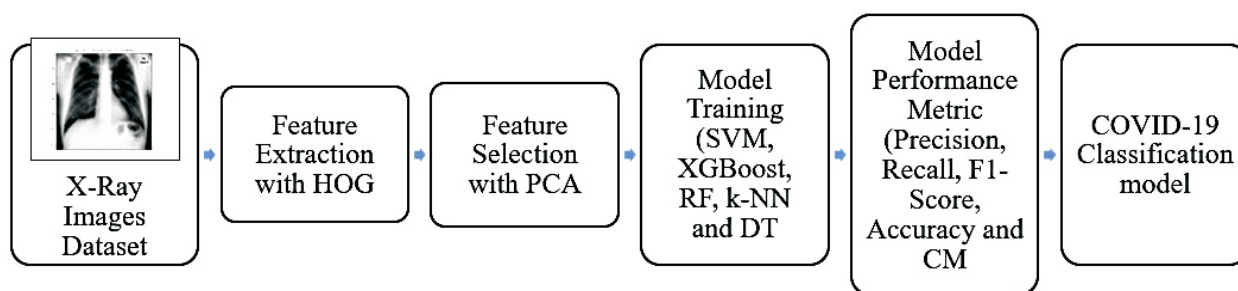 X-Ray
Images
Dataset
Feature
Extraction
with HOG
Feature
Selection
with PCA
Model
Training
(SVM,
XGBoost,
RF, k-NN
and DT
Model
Performance
Metric
(Precision,
Recall, F1-
Score,
Accuracy and
CM
COVID-19
Classification
model